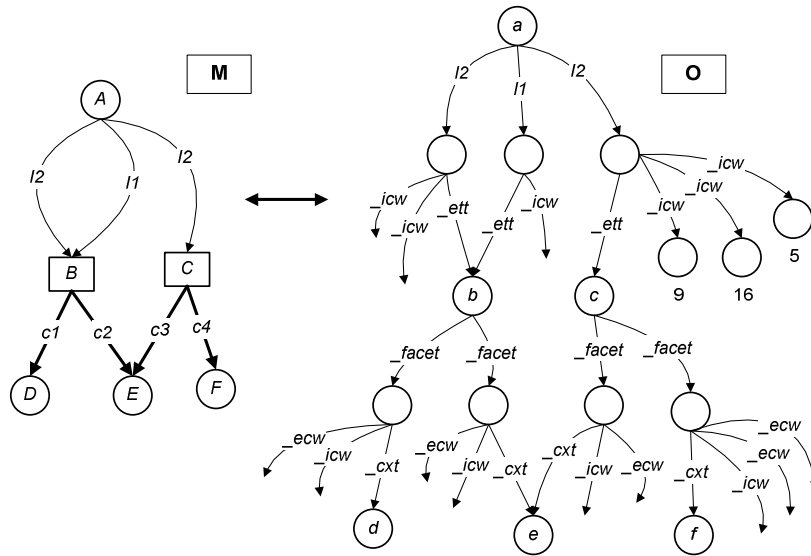 a
M
O
A
l2
l1
l2
l2
l1
l2
_icw
_icw
_icw
_icw
_icw
_ett
_ett
_icw
_ett
5
9
16
B
C
b
c
c1
c2
c3
c4
_facet
_facet
_facet
_facet
D
E
F
_ecw
_icw
_cxt
_ecw
_icw
_cxt
_cxt
_icw
_ecw
_cxt
_icw
_ecw
_ecw
d
e
f